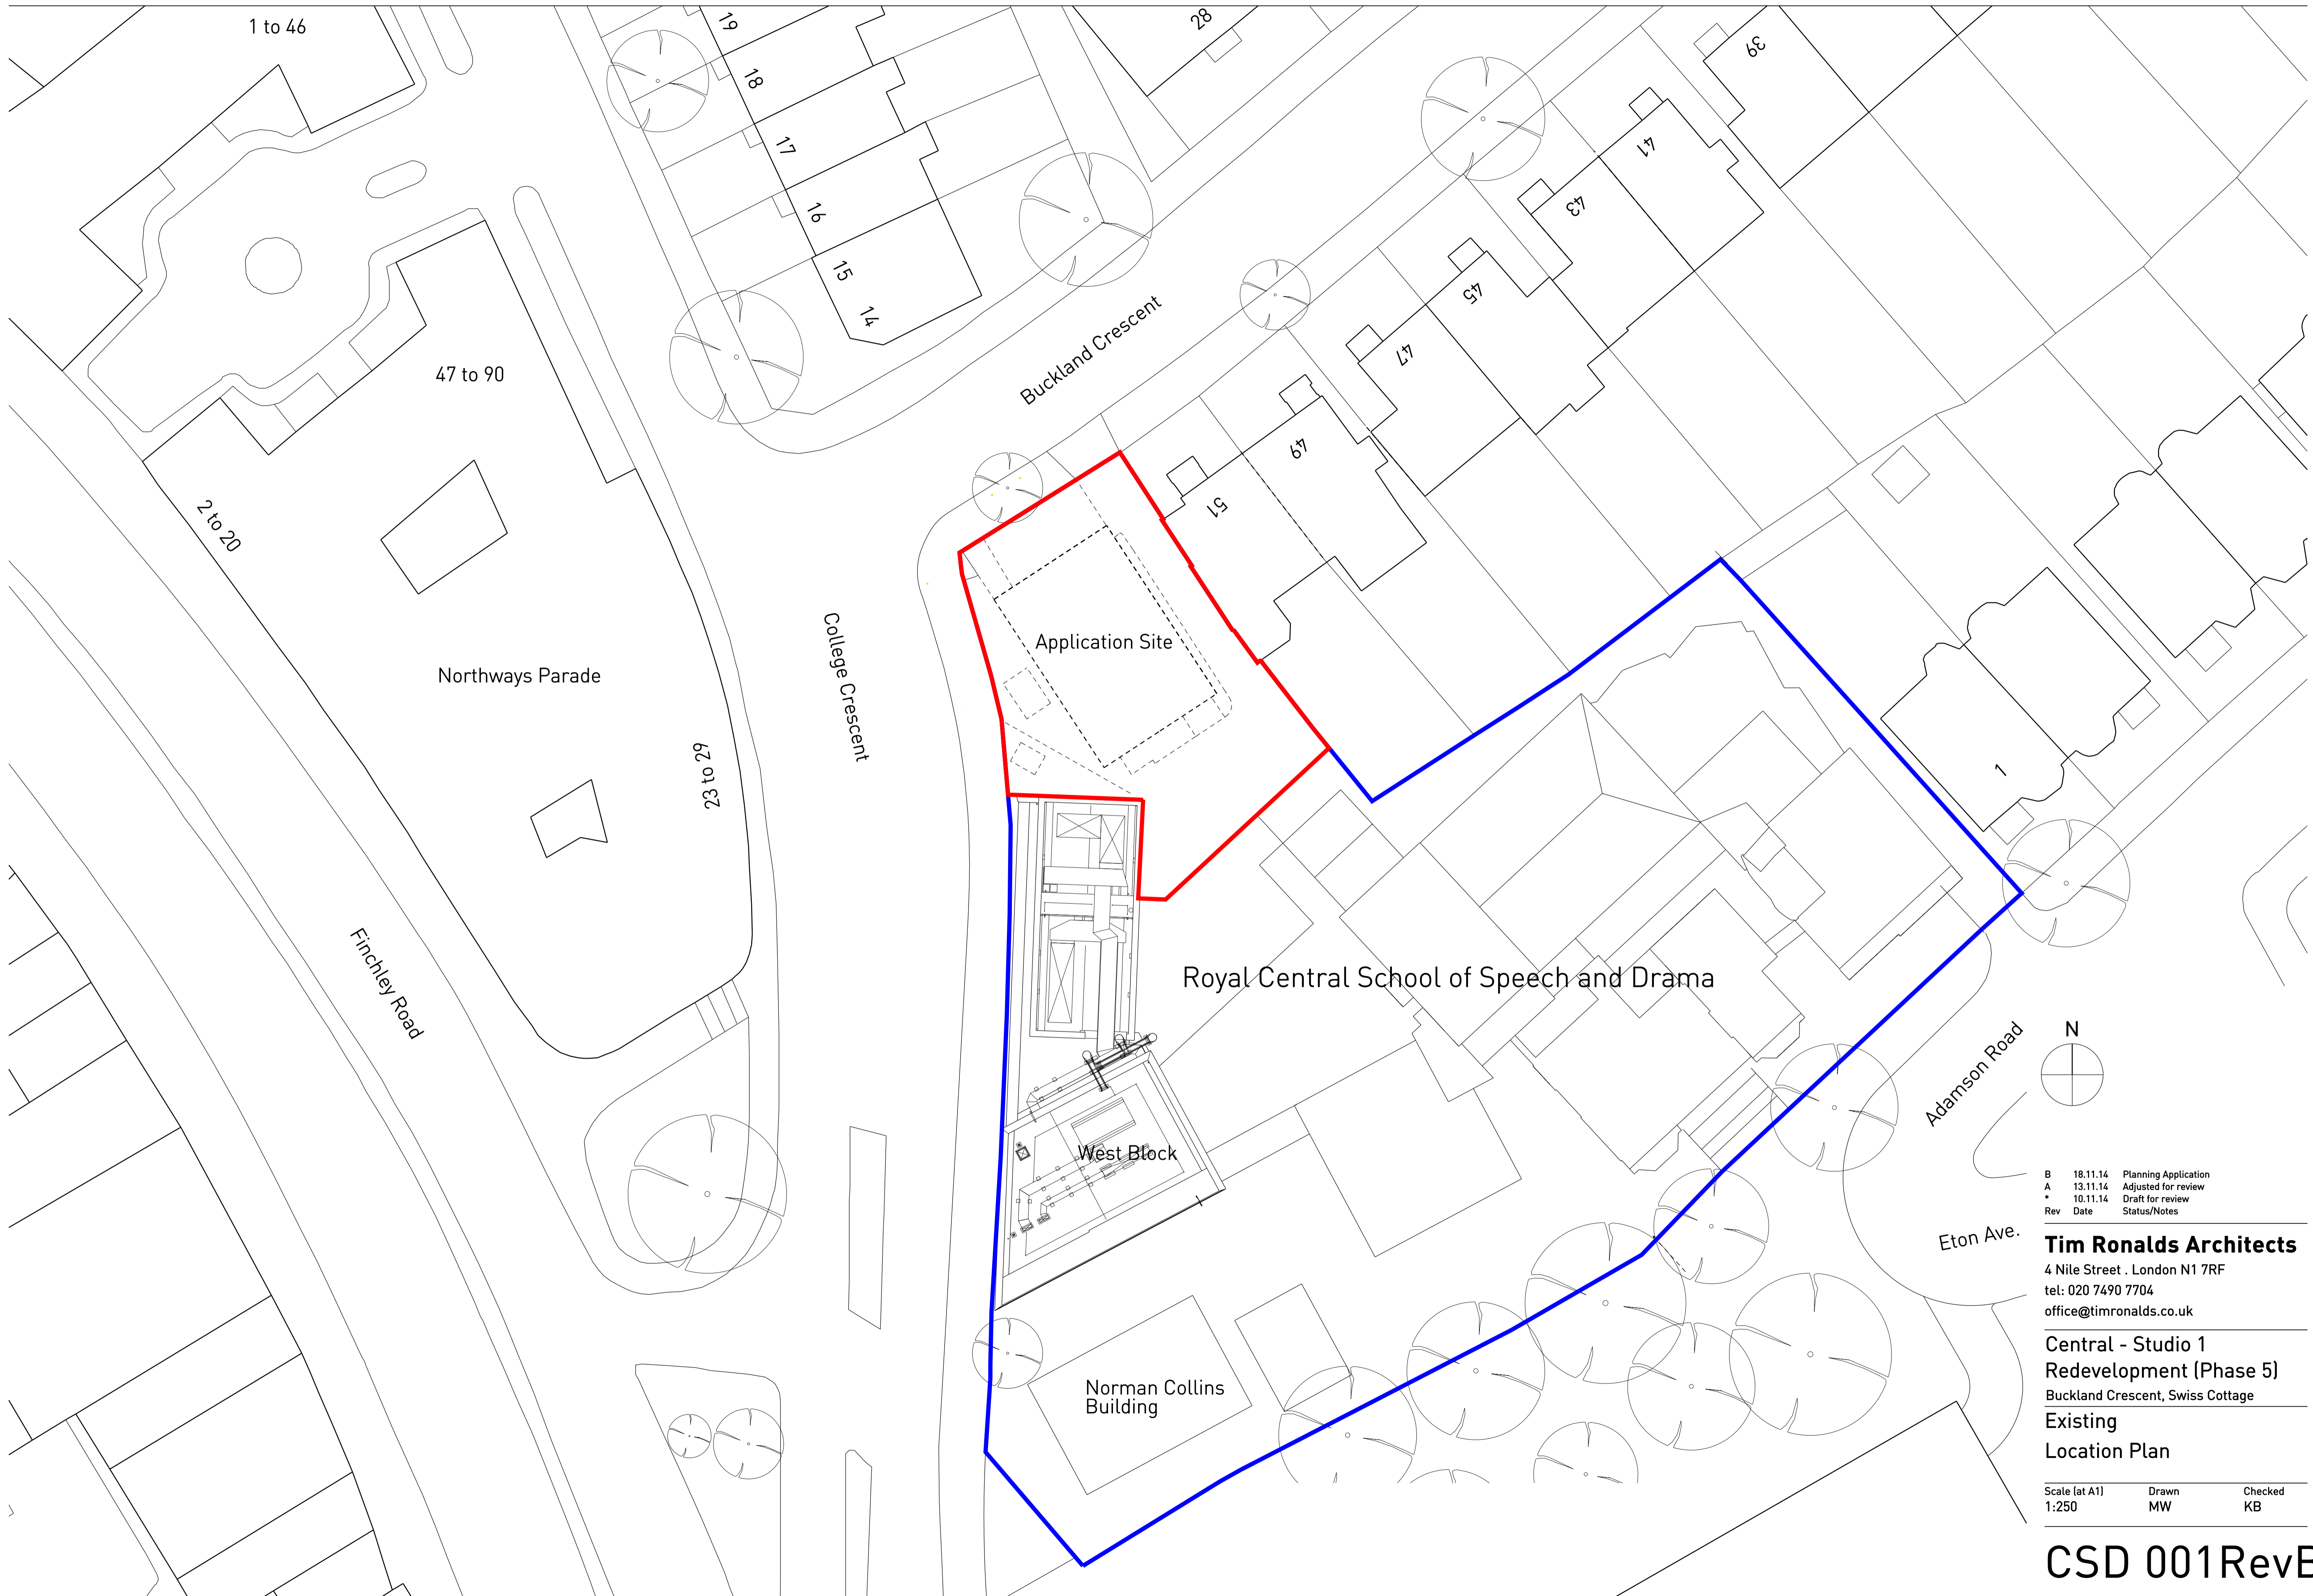 1 to 46
19
18
17
16
15
14
28
39
41
43
45
47
49
51
Buckland Crescent
47 to 90
2 to 20
Northways Parade
23 to 29
College Crescent
Application Site
Finchley Road
1
Royal Central School of Speech and Drama
West Block
Norman Collins
Building
Adamson Road
Eton Ave.
N
B 18.11.14 Planning Application
A 13.11.14 Adjusted for review
* 10.11.14 Draft for review
Rev Date Status/Notes
Tim Ronalds Architects
4 Nile Street . London N1 7RF
tel: 020 7490 7704
office@timronalds.co.uk
Central - Studio 1
Redevelopment (Phase 5)
Buckland Crescent, Swiss Cottage
Existing
Location Plan
Scale (at A1) Drawn Checked
1:250 MW KB
CSD 001RevB